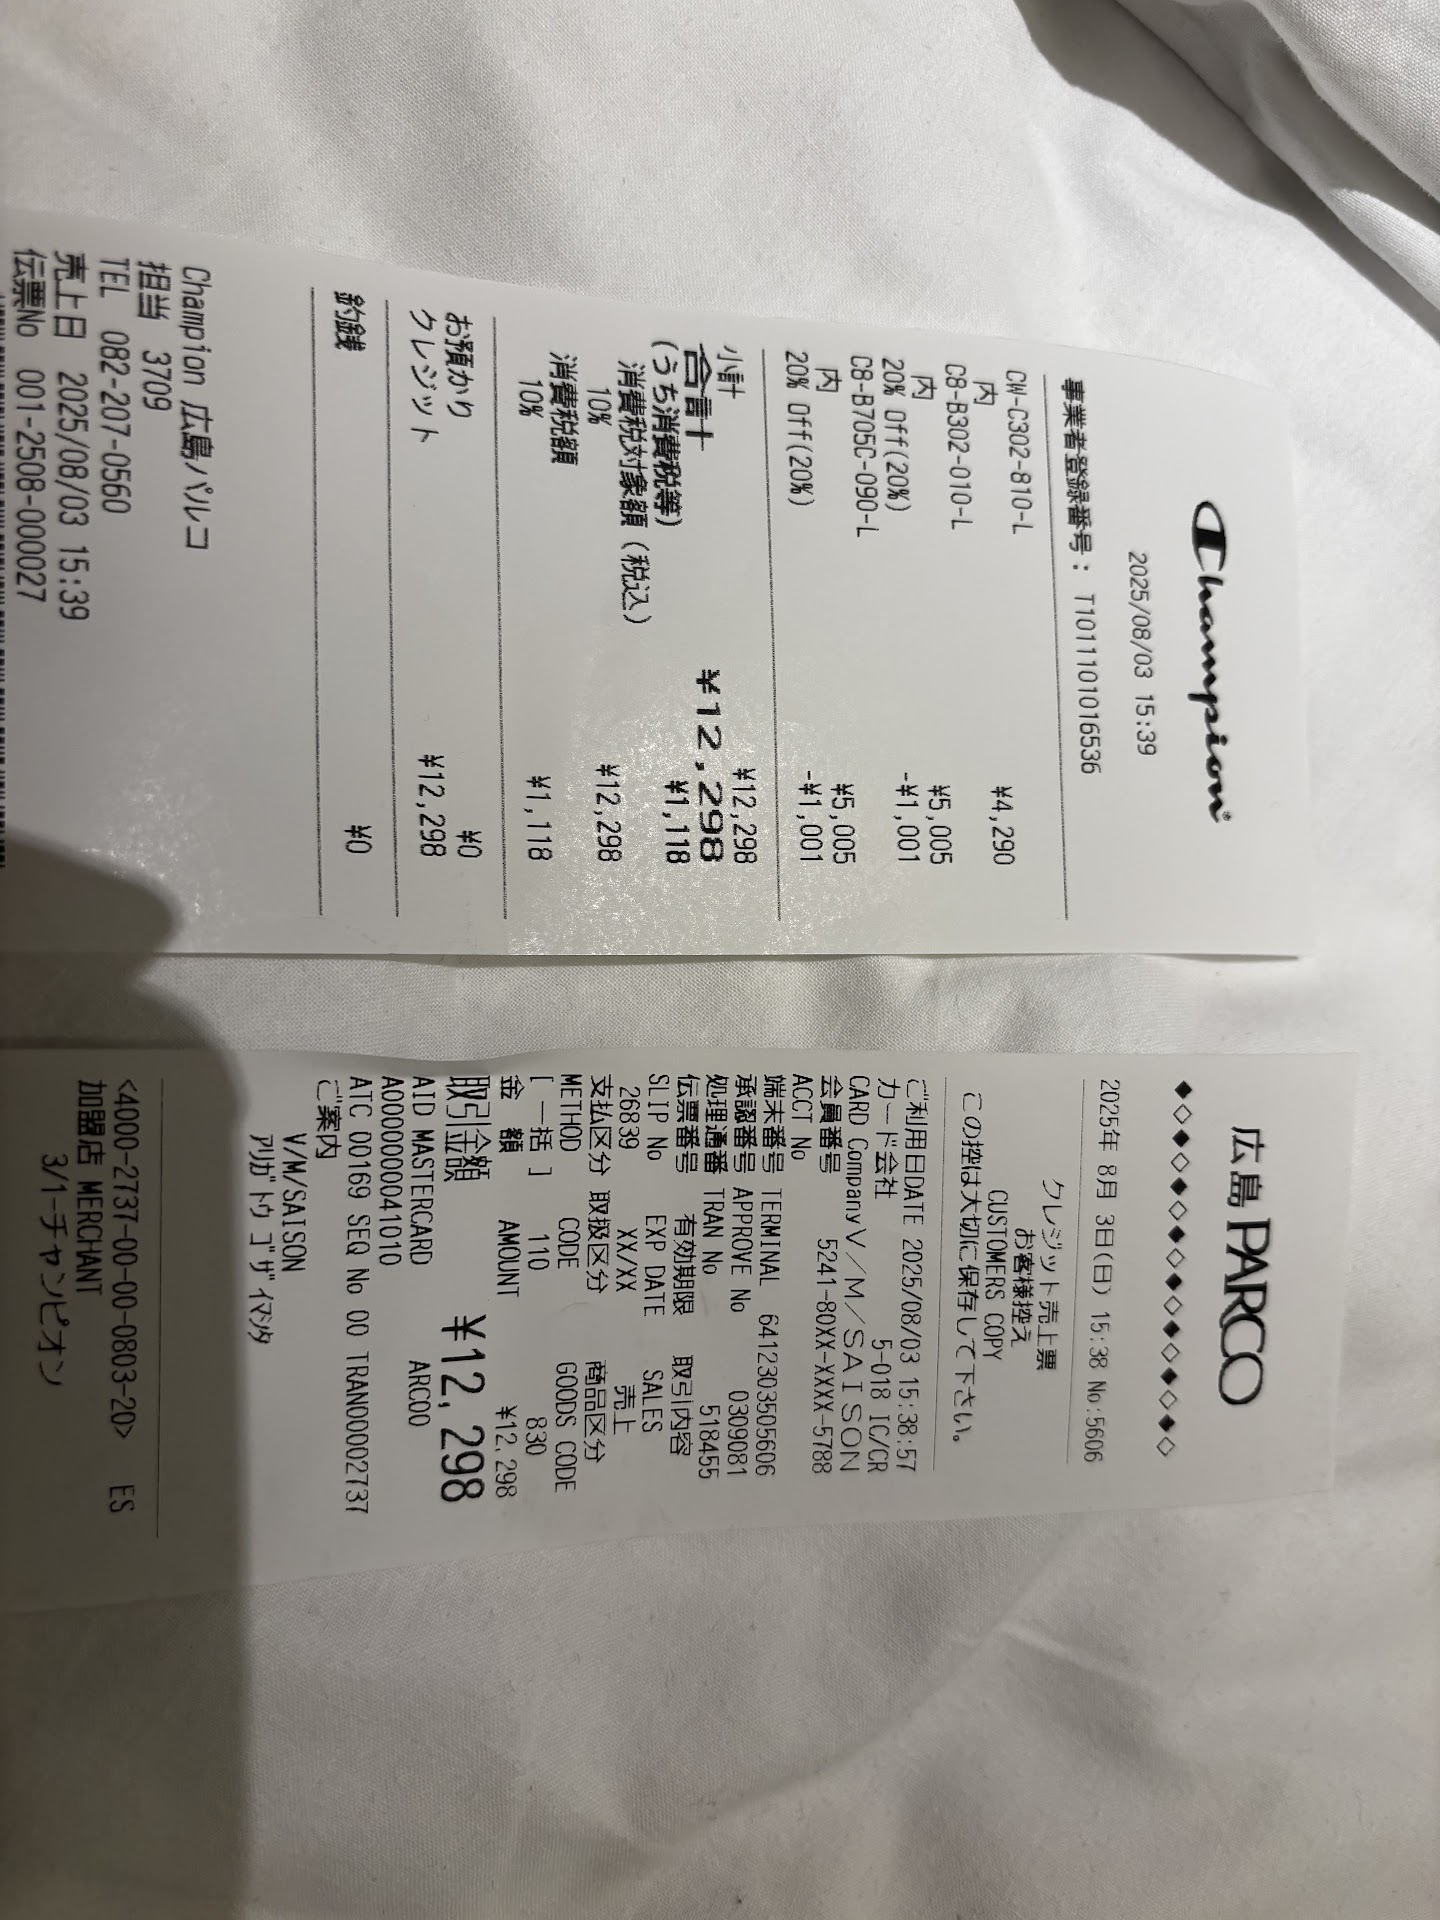 Champion
2025/08/03 15:39
事業者登録番号: T1011101016536
CW-C302-810-L
内 ¥4,290
C8-B302-010-L
内 ¥5,005
20% Off(20%) -¥1,001
C8-B705C-090-L
内 ¥5,005
20% Off(20%) -¥1,001
小計 ¥12,298
合計 ¥12,298
(うち消費税等) ¥1,118
消費税対象額(税込)
10% ¥12,298
消費税額
10% ¥1,118
お預かり ¥0
クレジット ¥12,298
釣銭 ¥0
Champion 広島パルコ
担当 3709
TEL 082-207-0560
売上日 2025/08/03 15:39
伝票No 001-2508-000027
広島PARCO
◆◇◆◇◆◇◆◇◆◇◆◇◆◇◆◇
2025年 8月 3日(日) 15:38 No:5606
クレジット売上票
お客様控え
CUSTOMERS COPY
この控は大切に保存して下さい。
ご利用日DATE 2025/08/03 15:38:57
カード会社 5-018 IC/CR
CARD Company V/M/SAISON
会員番号 5241-80XX-XXXX-5788
ACCT No
端末番号 TERMINAL 6412303505606
承認番号 APPROVE No 0309081
処理通番 TRAN No 518455
伝票番号 有効期限 取引内容
SLIP No EXP DATE SALES
26839 XX/XX 売上
支払区分 取扱区分 商品区分
METHOD CODE GOODS CODE
[ 一括 ] 110 830
金 額 AMOUNT ¥12,298
取引金額 ¥12,298
AID MASTERCARD ARC00
A0000000041010
ATC 00169 SEQ No 00 TRAN00002737
ご案内
V/M/SAISON
ｱﾘｶﾞﾄｳ ｺﾞｻﾞｲﾏｼﾀ
<4000-2737-00-00-0803-20> ES
加盟店 MERCHANT
3/1-チャンピオン